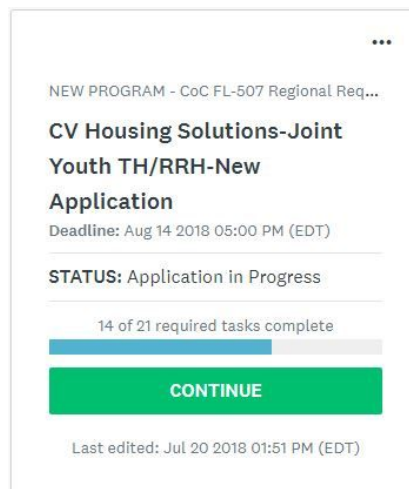 NEW PROGRAM - CoC FL-507 Regional Req...
CV Housing Solutions-Joint
Youth TH/RRH-New
Application
Deadline: Aug 14 2018 05:00 PM (EDT)
STATUS: Application in Progress
14 of 21 required tasks complete
CONTINUE
Last edited: Jul 20 2018 01:51 PM (EDT)